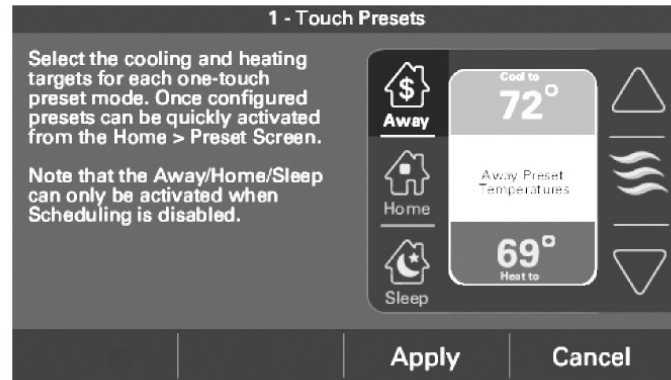 1 - Touch Presets
Select the cooling and heating
targets for each one-touch
preset mode. Once configured
presets can be quickly activated
from the Home > Preset Screen.
Note that the Away/Home/Sleep
can only be activated when
Scheduling is disabled.
$
Away
Home
Sleep
Cool to
72°
Away Preset
Temperatures
69°
Heat to
Apply
Cancel